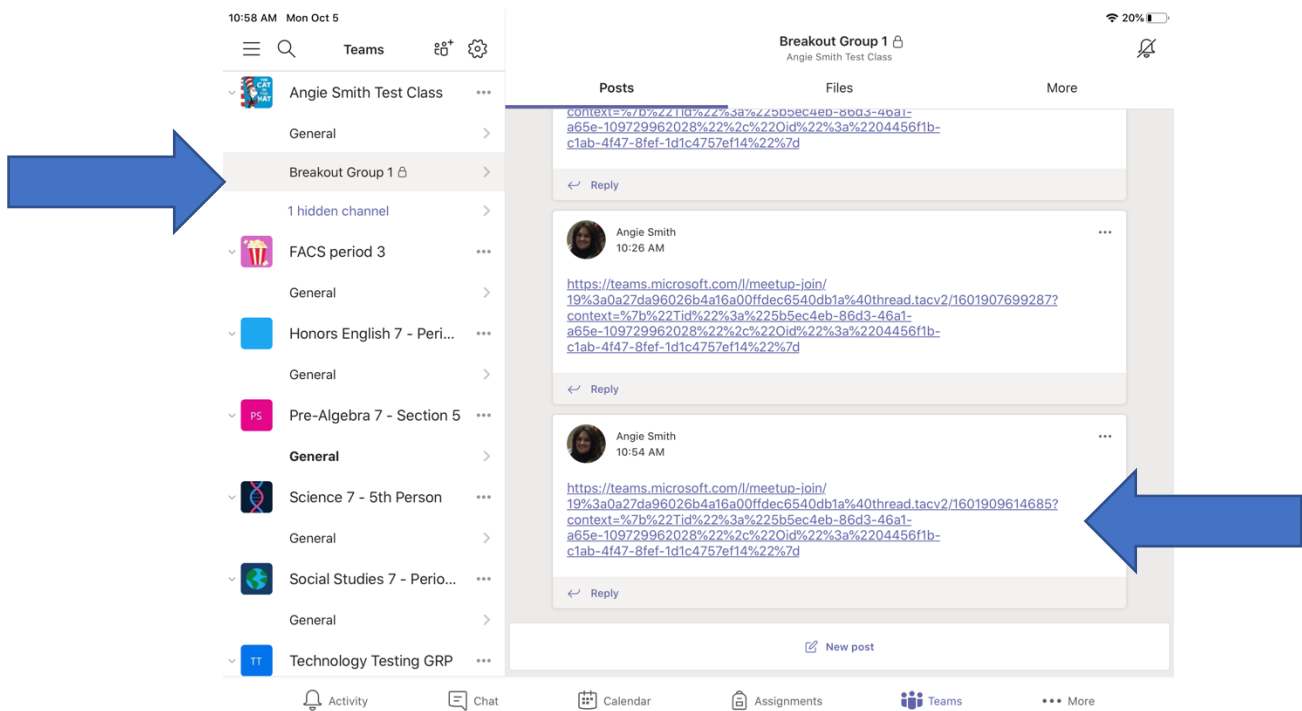 10:58 AM Mon Oct 5
20%
Teams
Angie Smith Test Class
General
Breakout Group 1
1 hidden channel
FACS period 3
General
Honors English 7 - Peri...
General
PS
Pre-Algebra 7 - Section 5
General
Science 7 - 5th Person
General
Social Studies 7 - Perio...
General
TT
Technology Testing GRP
Breakout Group 1
Angie Smith Test Class
Posts
Files
More
context=%7b%22Tid%22%3a%225b5ec4eb-86d3-46a1-
a65e-109729962028%22%2c%22Oid%22%3a%2204456f1b-
c1ab-4f47-8fef-1d1c4757ef14%22%7d
Reply
Angie Smith
10:26 AM
https://teams.microsoft.com/l/meetup-join/
19%3a0a27da96026b4a16a00ffdec6540db1a%40thread.tacv2/1601907699287?
context=%7b%22Tid%22%3a%225b5ec4eb-86d3-46a1-
a65e-109729962028%22%2c%22Oid%22%3a%2204456f1b-
c1ab-4f47-8fef-1d1c4757ef14%22%7d
Reply
Angie Smith
10:54 AM
https://teams.microsoft.com/l/meetup-join/
19%3a0a27da96026b4a16a00ffdec6540db1a%40thread.tacv2/1601909614685?
context=%7b%22Tid%22%3a%225b5ec4eb-86d3-46a1-
a65e-109729962028%22%2c%22Oid%22%3a%2204456f1b-
c1ab-4f47-8fef-1d1c4757ef14%22%7d
Reply
New post
Activity
Chat
Calendar
Assignments
Teams
More